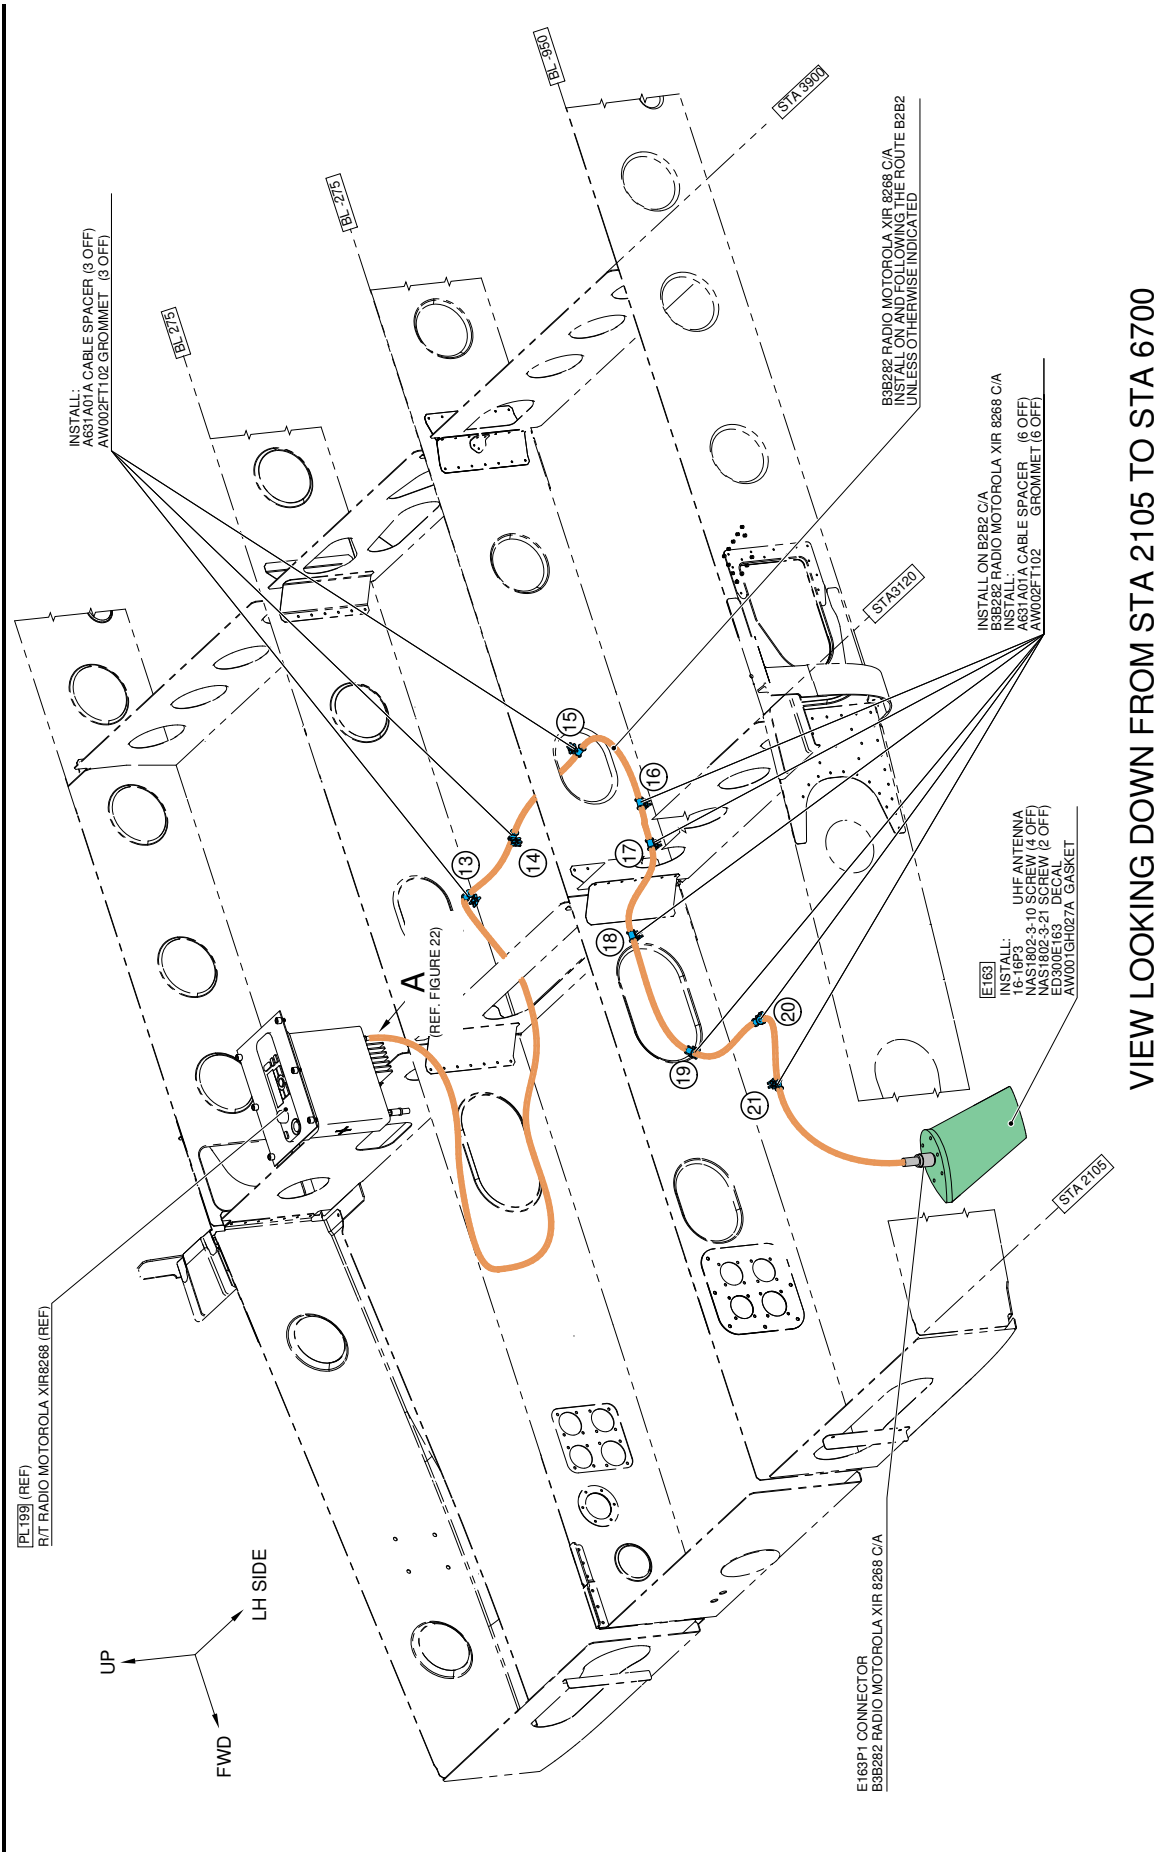 PL199 (REF)
R/T RADIO MOTOROLA XIR8268 (REF)
UP
FWD
LH SIDE
INSTALL:
A631A01A CABLE SPACER (3 OFF)
AW002FT102 GROMMET (3 OFF)
BL 275
BL -275
BL -950
STA 3900
B3B282 RADIO MOTOROLA XIR 8268 C/A
INSTALL ON AND FOLLOWING THE ROUTE B2B2
UNLESS OTHERWISE INDICATED
A
(REF. FIGURE 22)
13
14
15
16
17
18
19
20
21
STA3120
INSTALL ON B2B2 C/A
B3B282 RADIO MOTOROLA XIR 8268 C/A
INSTALL:
A631A01A CABLE SPACER (6 OFF)
AW002FT102 GROMMET (6 OFF)
E163
INSTALL:
16-16P3 UHF ANTENNA
NAS1802-3-10 SCREW (4 OFF)
NAS1802-3-21 SCREW (2 OFF)
ED300E163 DECAL
AW001GH027A GASKET
STA 2105
E163P1 CONNECTOR
B3B282 RADIO MOTOROLA XIR 8268 C/A
VIEW LOOKING DOWN FROM STA 2105 TO STA 6700